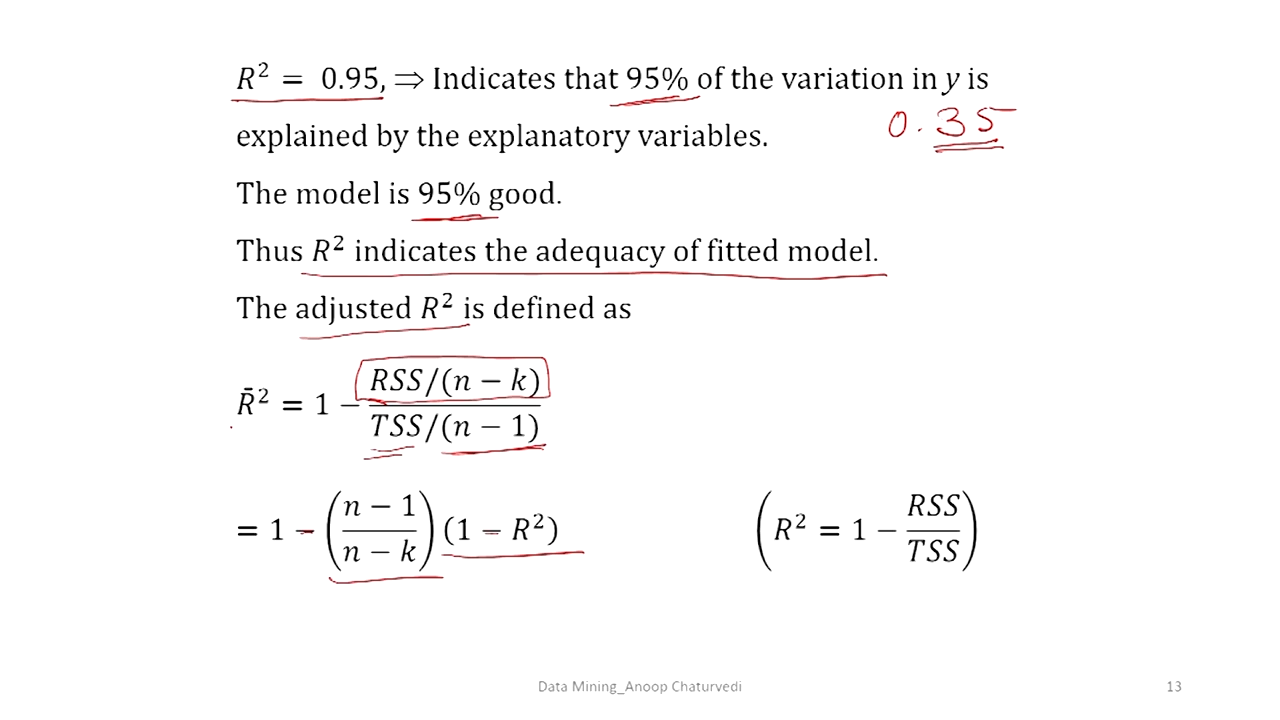 R² = 0.95, ⟹ Indicates that 95% of the variation in y is
0.35
explained by the explanatory variables.
The model is 95% good.
Thus R² indicates the adequacy of fitted model.
The adjusted R² is defined as
R̄² = 1 − (RSS/(n − k))/(TSS/(n − 1))
= 1 − ((n − 1)/(n − k)) (1 − R²) (R² = 1 − RSS/TSS)
Data Mining_Anoop Chaturvedi 13